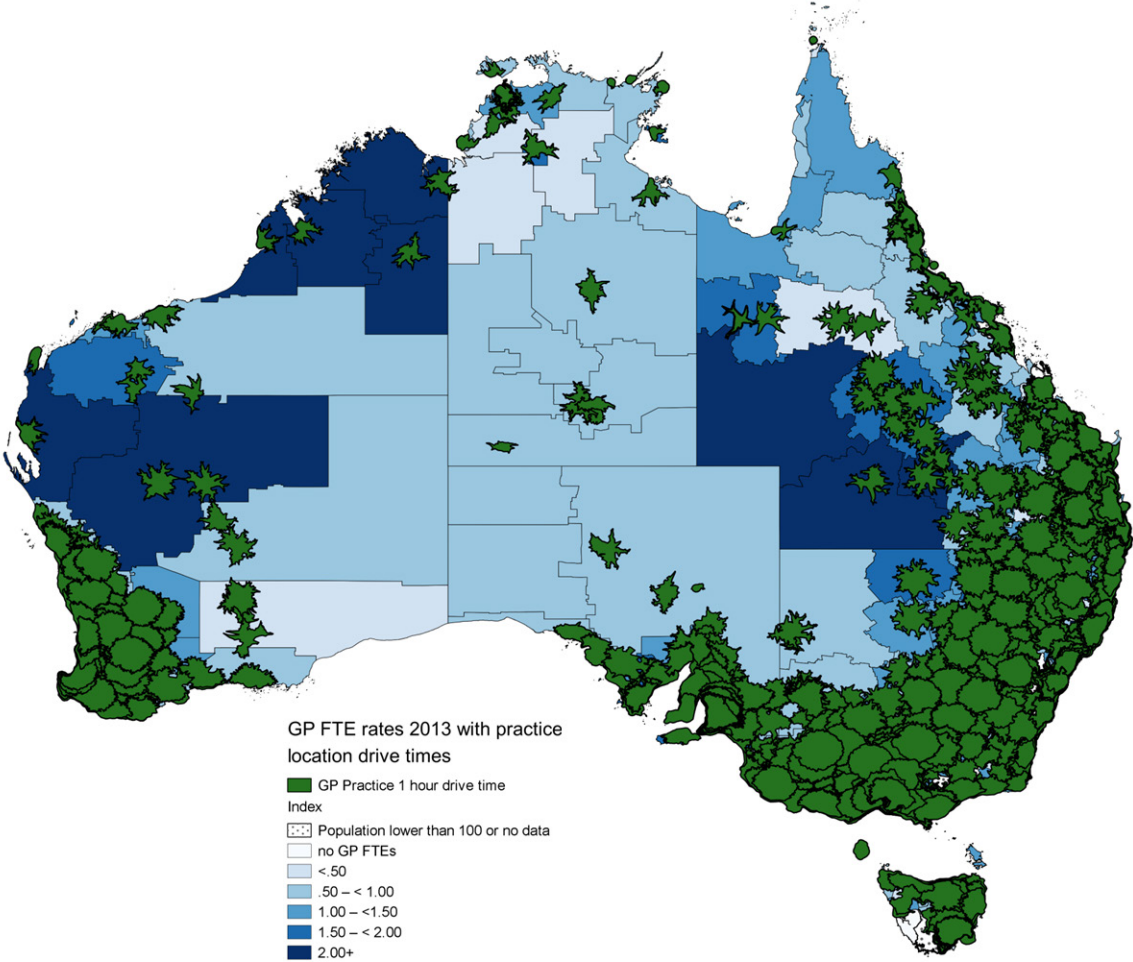 GP FTE rates 2013 with practice
location drive times
GP Practice 1 hour drive time
Index
Population lower than 100 or no data
no GP FTEs
<.50
.50 – < 1.00
1.00 – <1.50
1.50 – < 2.00
2.00+